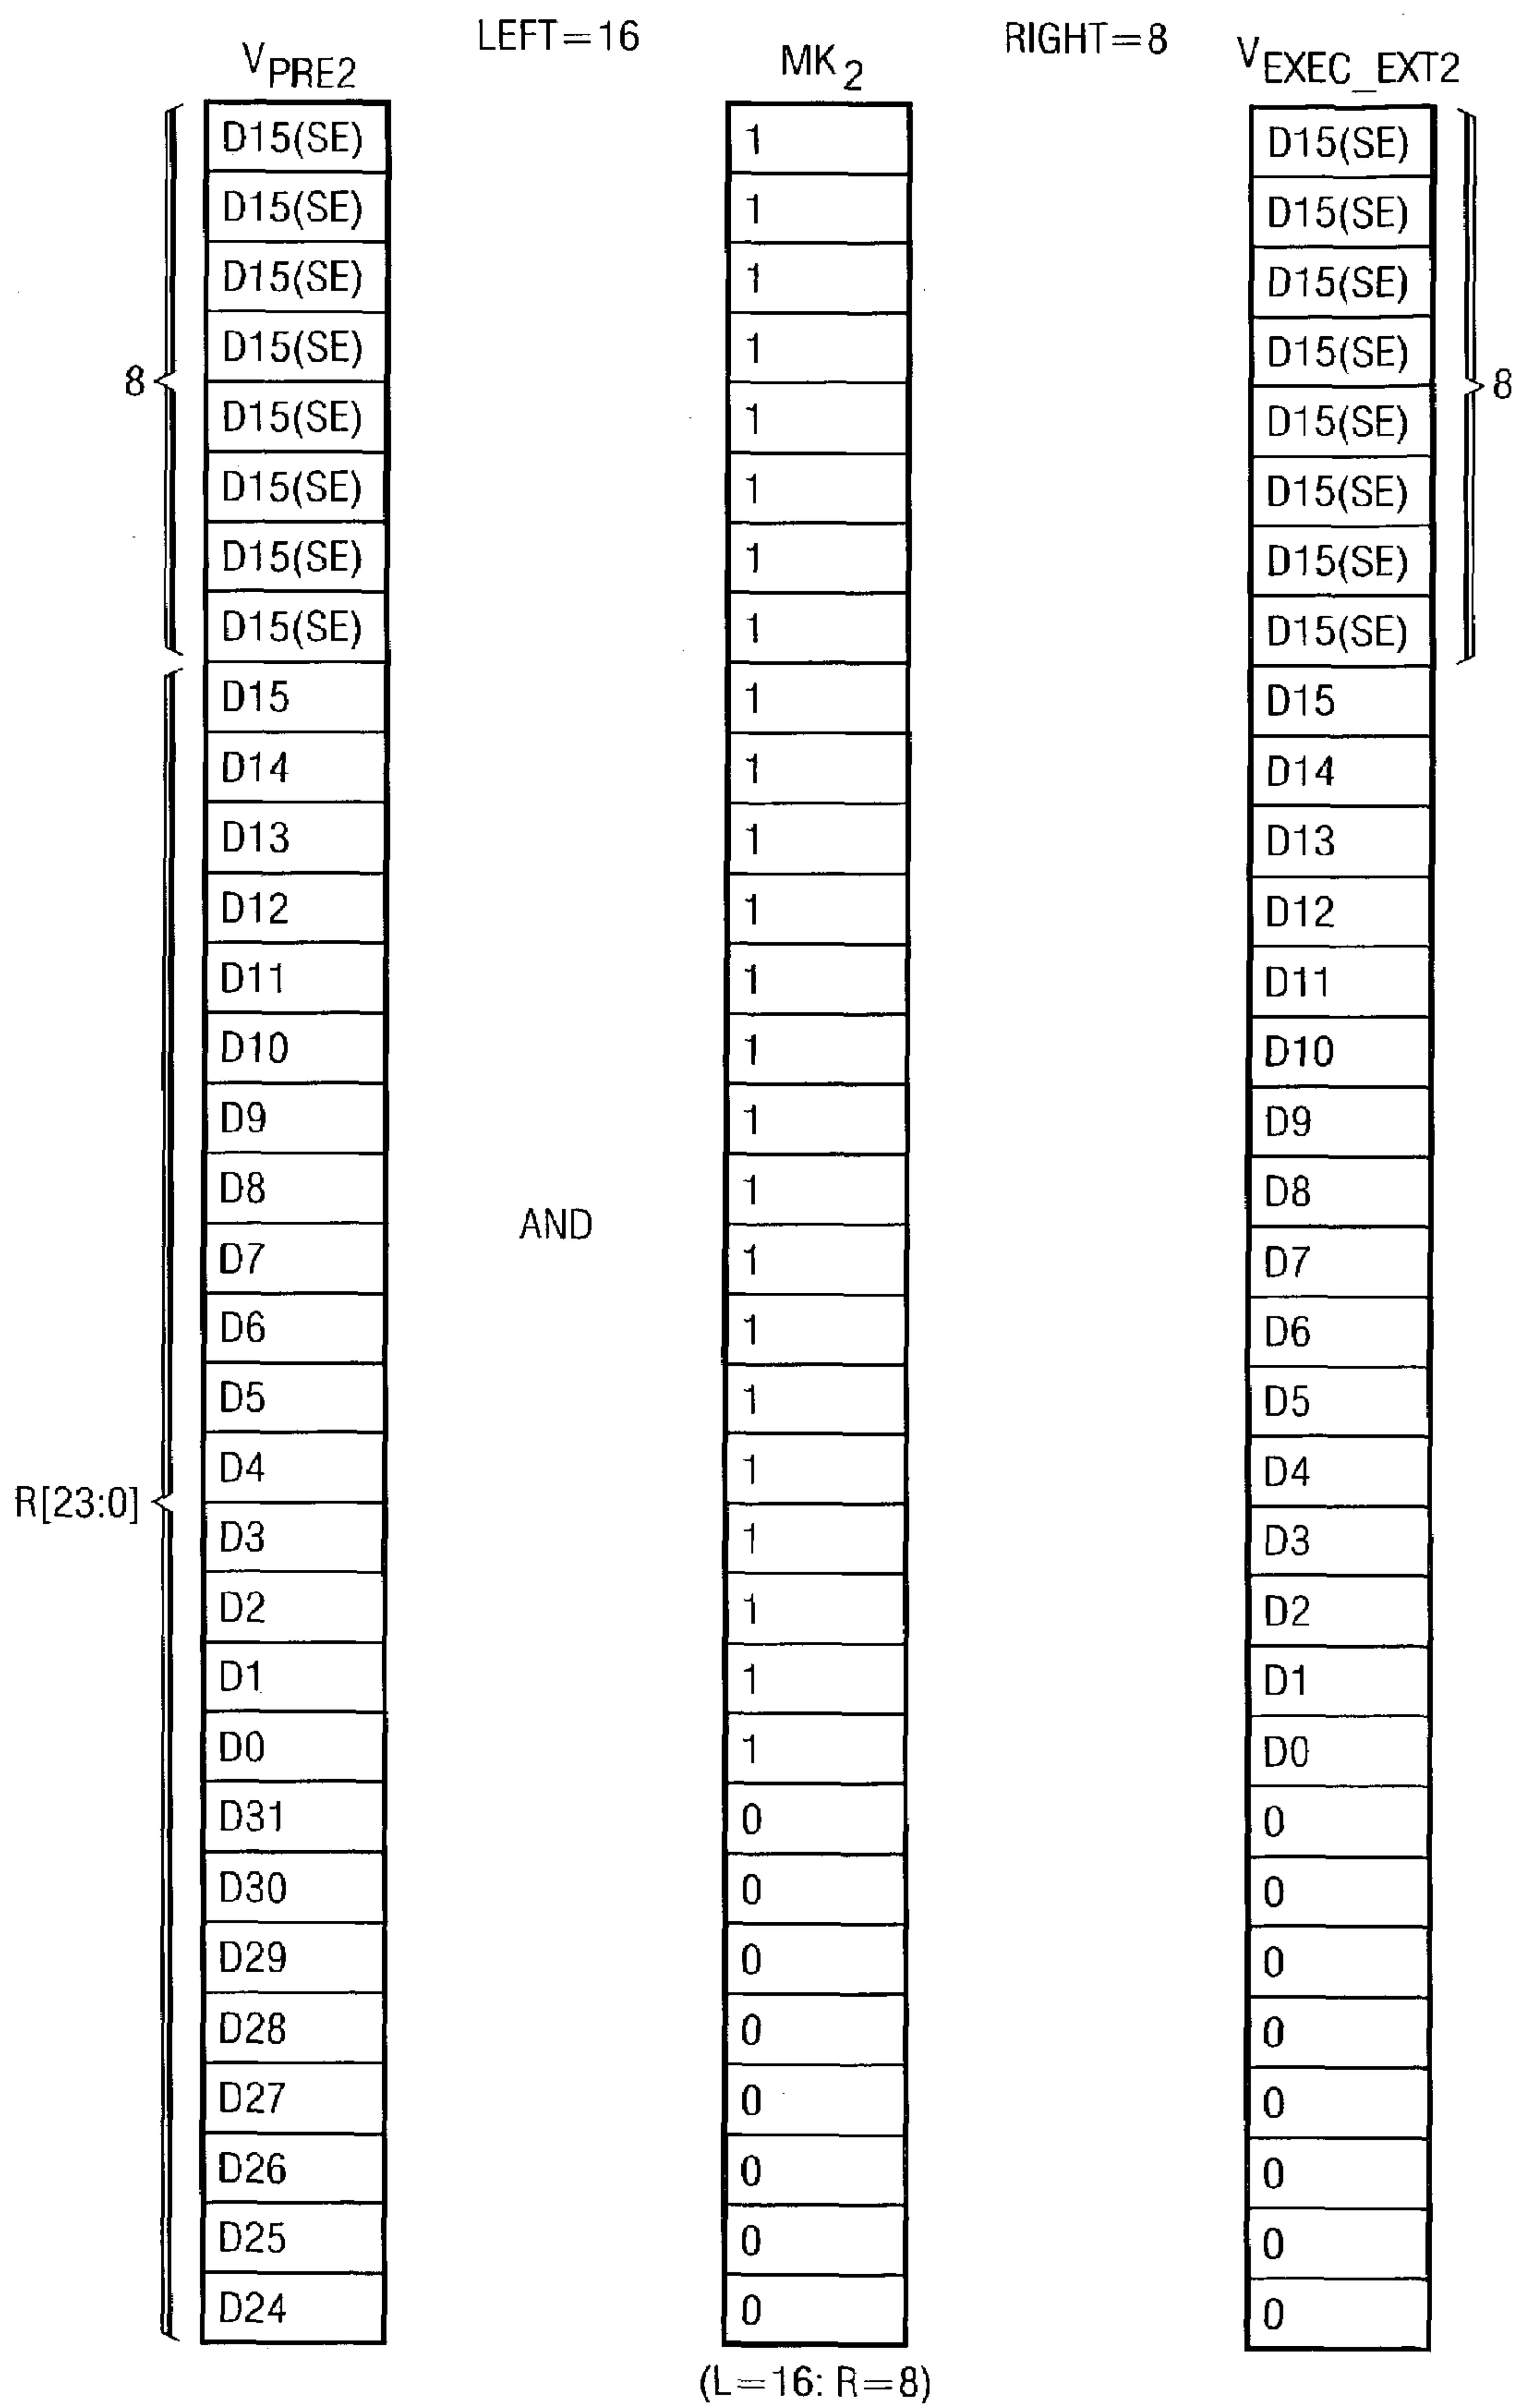 LEFT=16 RIGHT=8
V PRE2 MK 2 V EXEC_EXT2
D15(SE) 1 D15(SE)
D15(SE) 1 D15(SE)
D15(SE) 1 D15(SE)
D15(SE) 1 D15(SE)
8 D15(SE) 1 D15(SE) 8
D15(SE) 1 D15(SE)
D15(SE) 1 D15(SE)
D15(SE) 1 D15(SE)
D15 1 D15
D14 1 D14
D13 1 D13
D12 1 D12
D11 1 D11
D10 1 D10
D9 1 D9
D8 1 D8
AND
D7 1 D7
D6 1 D6
D5 1 D5
D4 1 D4
R[23:0]
D3 1 D3
D2 1 D2
D1 1 D1
D0 1 D0
D31 0 0
D30 0 0
D29 0 0
D28 0 0
D27 0 0
D26 0 0
D25 0 0
D24 0 0
(L=16: R=8)